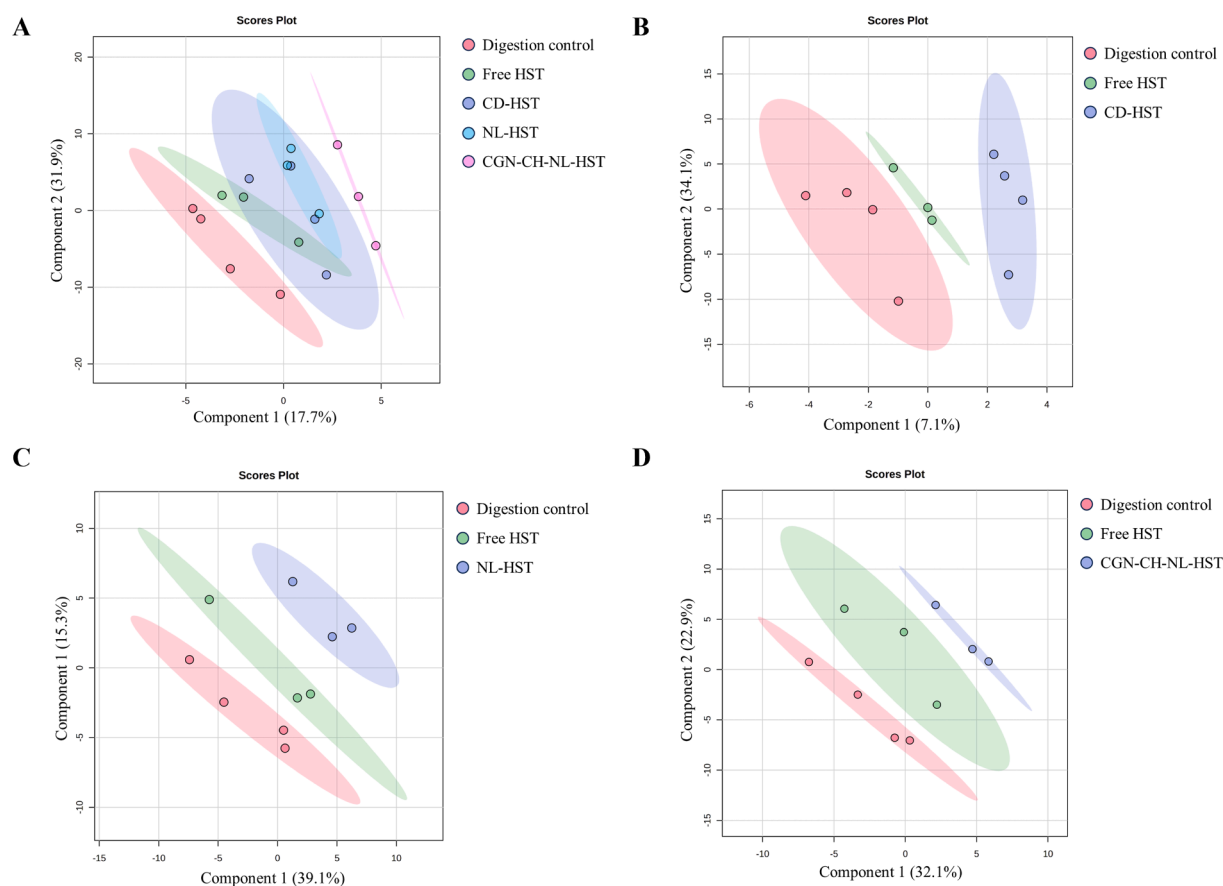 A
Scores Plot
Component 2 (31.9%)
20
10
0
-10
-20
-5
0
5
Component 1 (17.7%)
Digestion control
Free HST
CD-HST
NL-HST
CGN-CH-NL-HST
B
Scores Plot
Component 2 (34.1%)
15
10
5
0
-5
-10
-15
-6
-4
-2
0
2
4
Component 1 (7.1%)
Digestion control
Free HST
CD-HST
C
Scores Plot
Component 1 (15.3%)
10
5
0
-5
-10
-15
-10
-5
0
5
10
Component 1 (39.1%)
Digestion control
Free HST
NL-HST
D
Scores Plot
Component 2 (22.9%)
15
10
5
0
-5
-10
-15
-10
-5
0
5
10
Component 1 (32.1%)
Digestion control
Free HST
CGN-CH-NL-HST